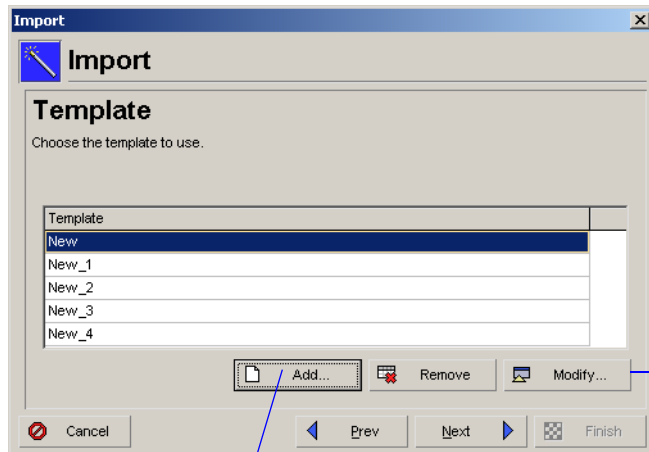 Import
Import
Template
Choose the template to use.
Template
New
New_1
New_2
New_3
New_4
Add... Remove Modify...
Cancel Prev Next Finish